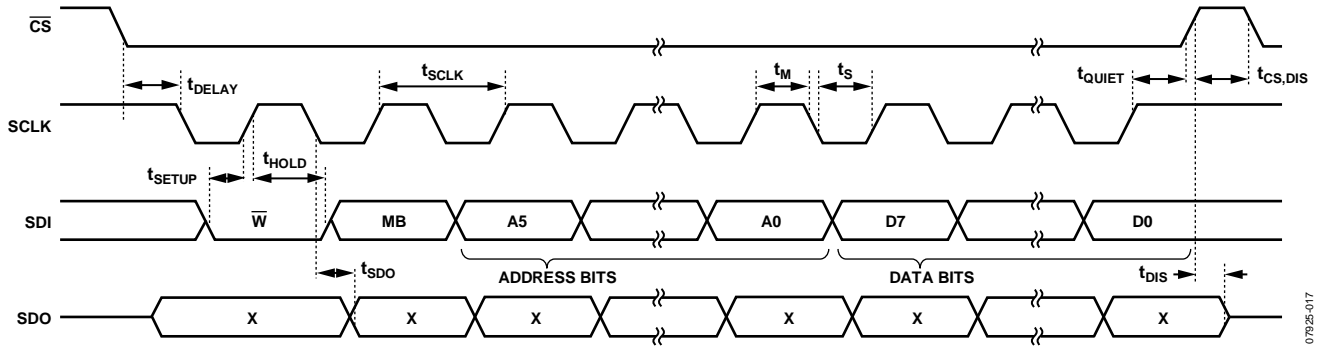 CS
tDELAY
tSCLK
tM
tS
tQUIET
tCS,DIS
SCLK
tSETUP
tHOLD
SDI
W
MB
A5
A0
D7
D0
tSDO
ADDRESS BITS
DATA BITS
tDIS
SDO
X
X
X
X
X
X
07925-017